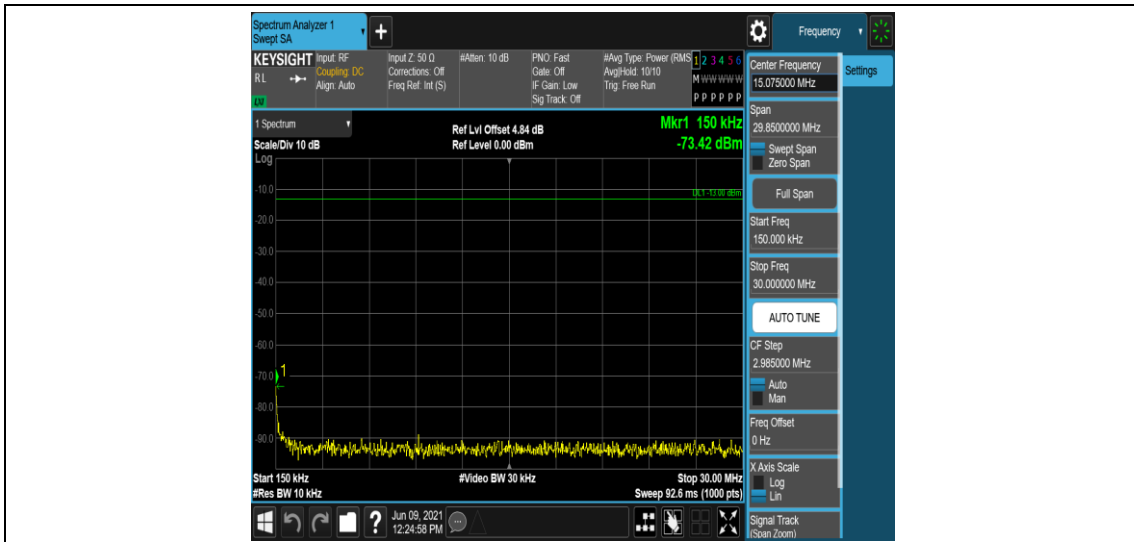 Spectrum Analyzer 1
Swept SA
+
Frequency
KEYSIGHT
RL
LXI
Input: RF
Coupling: DC
Align: Auto
Input Z: 50 Ω
Corrections: Off
Freq Ref: Int (S)
#Atten: 10 dB
PNO: Fast
Gate: Off
IF Gain: Low
Sig Track: Off
#Avg Type: Power (RMS
Avg|Hold: 10/10
Trig: Free Run
1 2 3 4 5 6
M W W W W W
P P P P P P
1 Spectrum
Scale/Div 10 dB
Ref Lvl Offset 4.84 dB
Ref Level 0.00 dBm
Mkr1 150 kHz
-73.42 dBm
Log
DL1 -13.00 dBm
-10.0
-20.0
-30.0
-40.0
-50.0
-60.0
-70.0
-80.0
-90.0
1
Start 150 kHz
#Res BW 10 kHz
#Video BW 30 kHz
Stop 30.00 MHz
Sweep 92.6 ms (1000 pts)
Center Frequency
15.075000 MHz
Settings
Span
29.8500000 MHz
Swept Span
Zero Span
Full Span
Start Freq
150.000 kHz
Stop Freq
30.000000 MHz
AUTO TUNE
CF Step
2.985000 MHz
Auto
Man
Freq Offset
0 Hz
X Axis Scale
Log
Lin
Signal Track
(Span Zoom)
?
Jun 09, 2021
12:24:58 PM